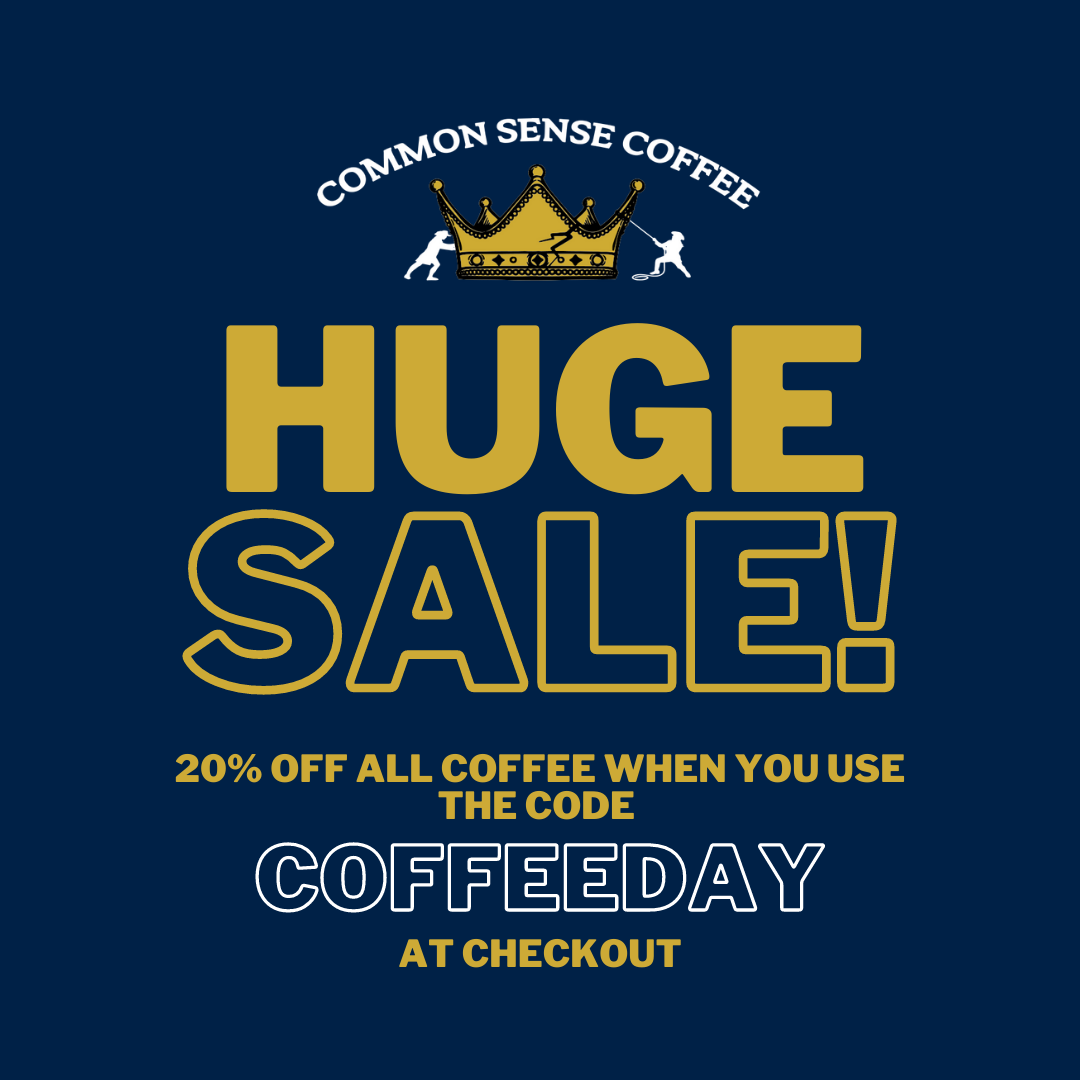 COMMON SENSE COFFEE
HUGE
SALE!
20% OFF ALL COFFEE WHEN YOU USE
THE CODE
COFFEEDAY
AT CHECKOUT